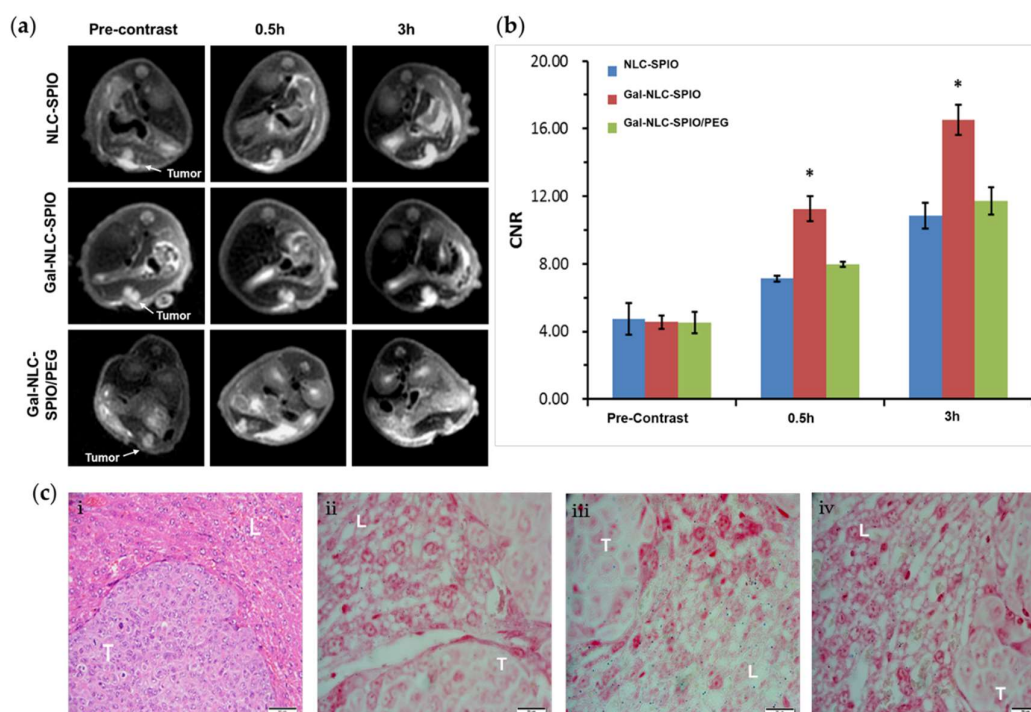 (a)
Pre-contrast 0.5h 3h
NLC-SPIO
Tumor
Gal-NLC-SPIO
Tumor
Gal-NLC-
SPIO/PEG
Tumor
(b)
20.00
16.00
12.00
8.00
4.00
0.00
CNR
NLC-SPIO
Gal-NLC-SPIO
Gal-NLC-SPIO/PEG
*
*
Pre-Contrast 0.5h 3h
(c)
i
L
T
ii
L
T
iii
T
L
iv
L
T